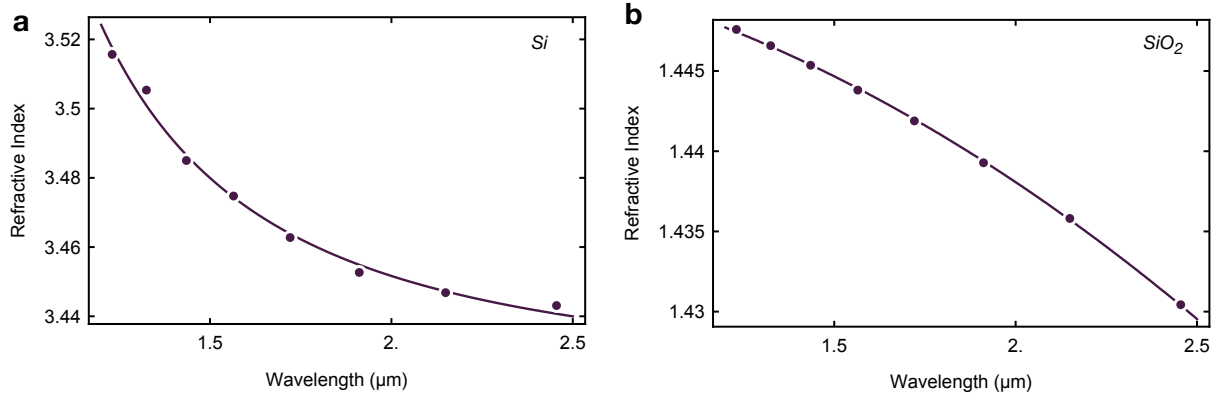 a
Si
3.52
3.5
3.48
3.46
3.44
1.5
2.
2.5
Refractive Index
Wavelength (μm)
b
SiO2
1.445
1.44
1.435
1.43
1.5
2.
2.5
Refractive Index
Wavelength (μm)